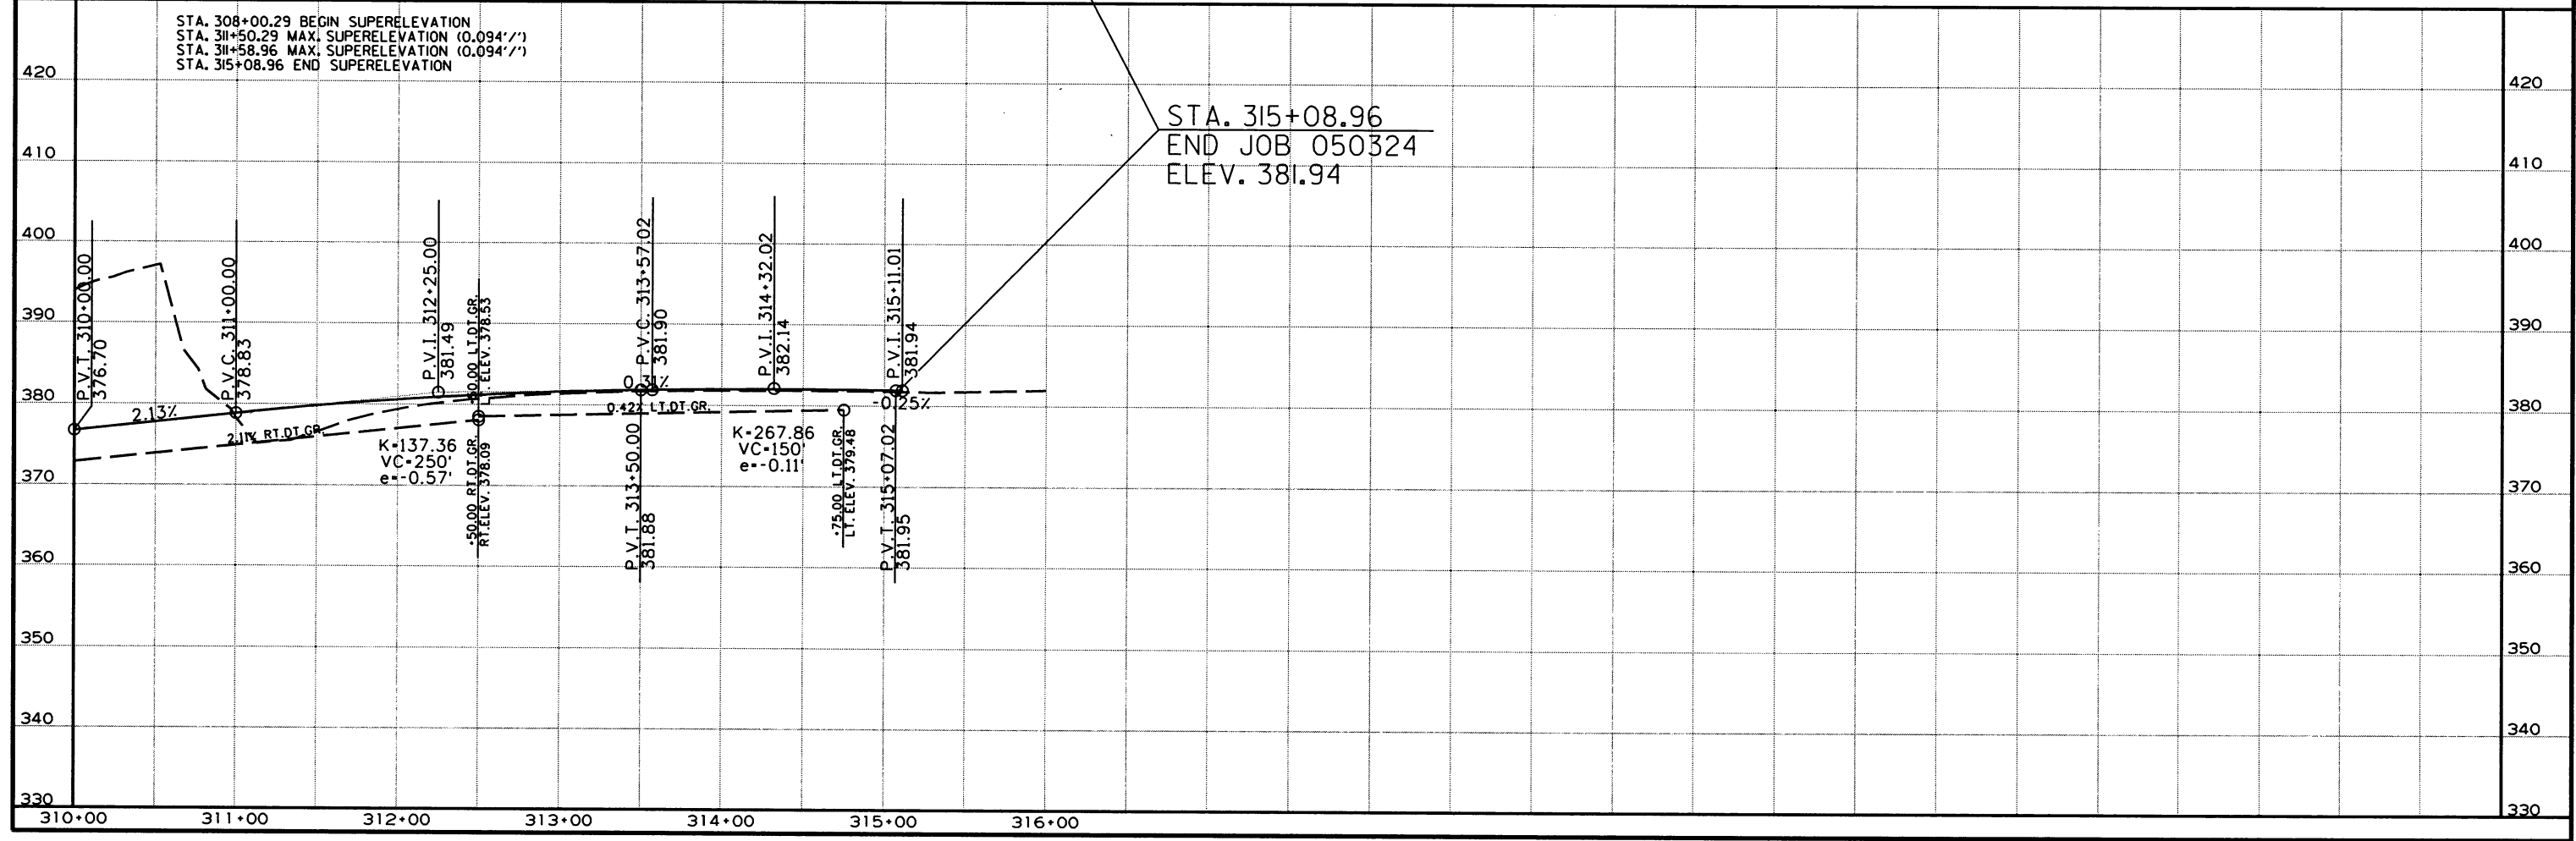 STA. 308+00.29 BEGIN SUPERELEVATION
STA. 311+50.29 MAX. SUPERELEVATION (0.094'/')
STA. 311+58.96 MAX. SUPERELEVATION (0.094'/')
STA. 315+08.96 END SUPERELEVATION
STA. 315+08.96
END JOB 050324
ELEV. 381.94
420
410
400
390
380
370
360
350
340
330
420
410
400
390
380
370
360
350
340
330
P.V.T. 310+00.00
376.70
2.13%
P.V.C. 311+00.00
378.83
2.11% RT.DT.GR.
P.V.I. 312+25.00
381.49
K=137.36
VC=250'
e=-0.57'
+50.00 LT.DT.GR.
LT. ELEV. 378.53
+50.00 RT.DT.GR.
RT.ELEV. 378.09
0.31%
0.42% LT.DT.GR.
P.V.C. 313+57.02
381.90
P.V.T. 313+50.00
381.88
P.V.I. 314+32.02
382.14
K=267.86
VC=150'
e=-0.11'
+75.00 LT.DT.GR.
LT. ELEV. 379.48
P.V.I. 315+11.01
381.94
-0.25%
P.V.T. 315+07.02
381.95
310+00 311+00 312+00 313+00 314+00 315+00 316+00